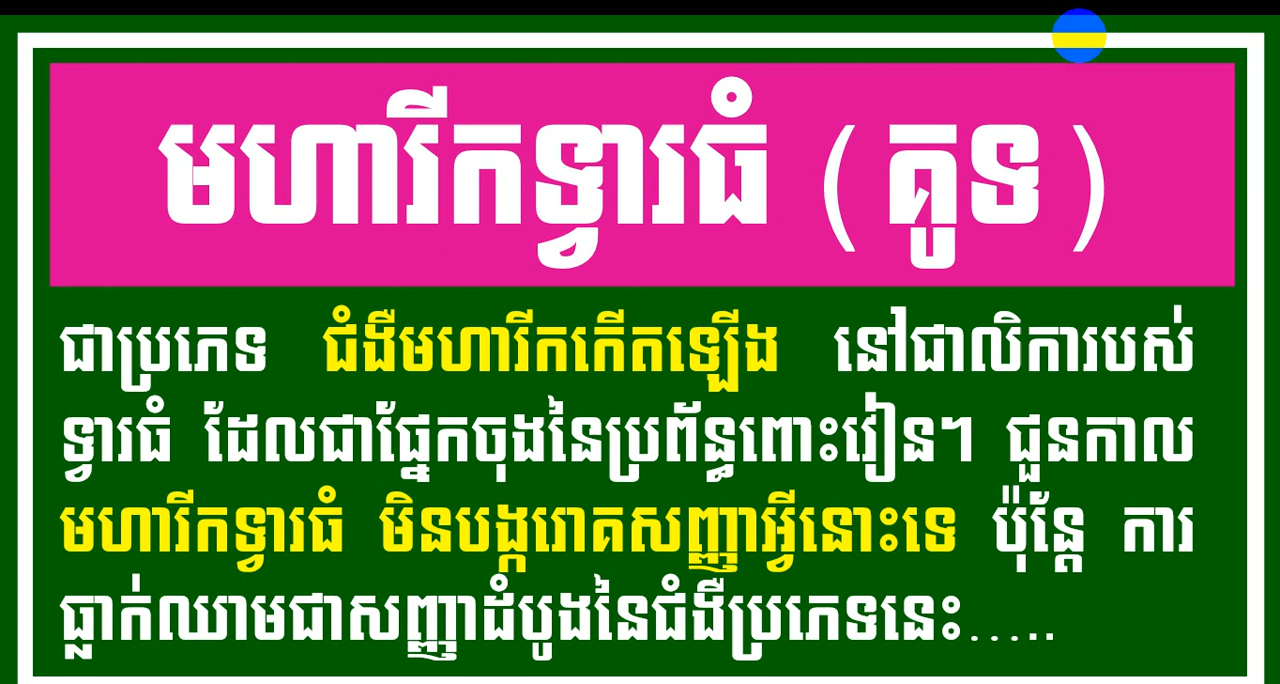 មហារីកទ្វារធំ (គូទ)
ជាប្រភេទ ជំងឺមហារីកកើតឡើង នៅជាលិការបស់
ទ្វារធំ ដែលជាផ្នែកចុងនៃប្រព័ន្ធពោះវៀន។ ជួនកាល
មហារីកទ្វារធំ មិនបង្ករោគសញ្ញាអ្វីនោះទេ ប៉ុន្តែ ការ
ធ្លាក់ឈាមជាសញ្ញាដំបូងនៃជំងឺប្រភេទនេះ.....